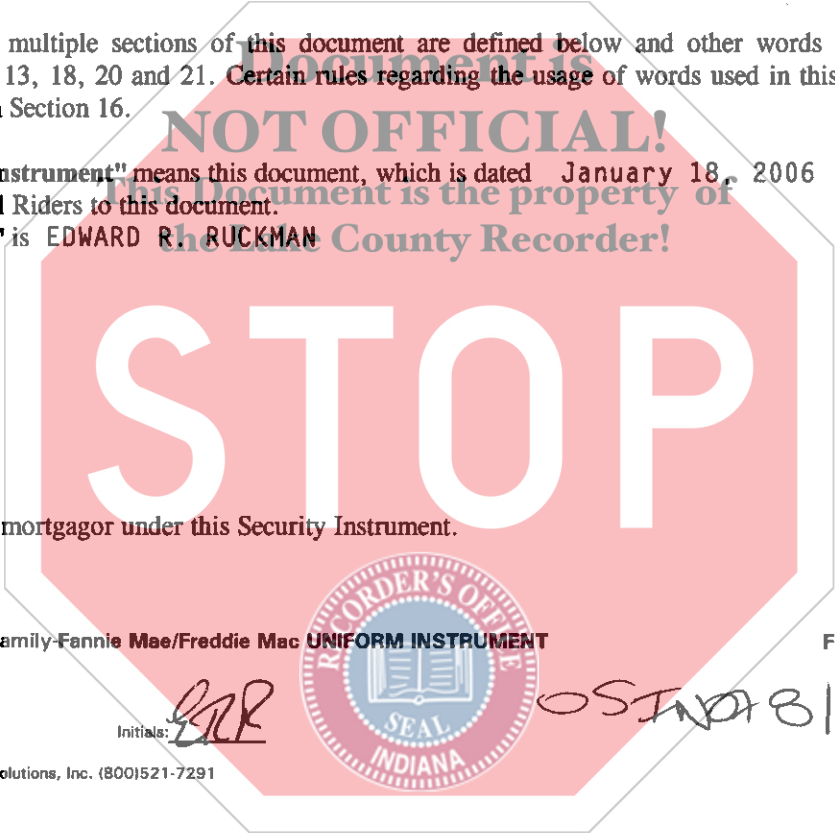 multiple sections of this document are defined below and other words
Document is
13, 18, 20 and 21. Certain rules regarding the usage of words used in this
Section 16.
NOT OFFICIAL!
nstrument" means this document, which is dated January 18, 2006
This Document is the property of
Riders to this document.
the Lake County Recorder!
" is EDWARD R. RUCKMAN
STOP
mortgagor under this Security Instrument.
RECORDER'S OFFICE
SEAL
INDIANA
amily-Fannie Mae/Freddie Mac UNIFORM INSTRUMENT F
Initials: ERR
olutions, Inc. (800)521-7291